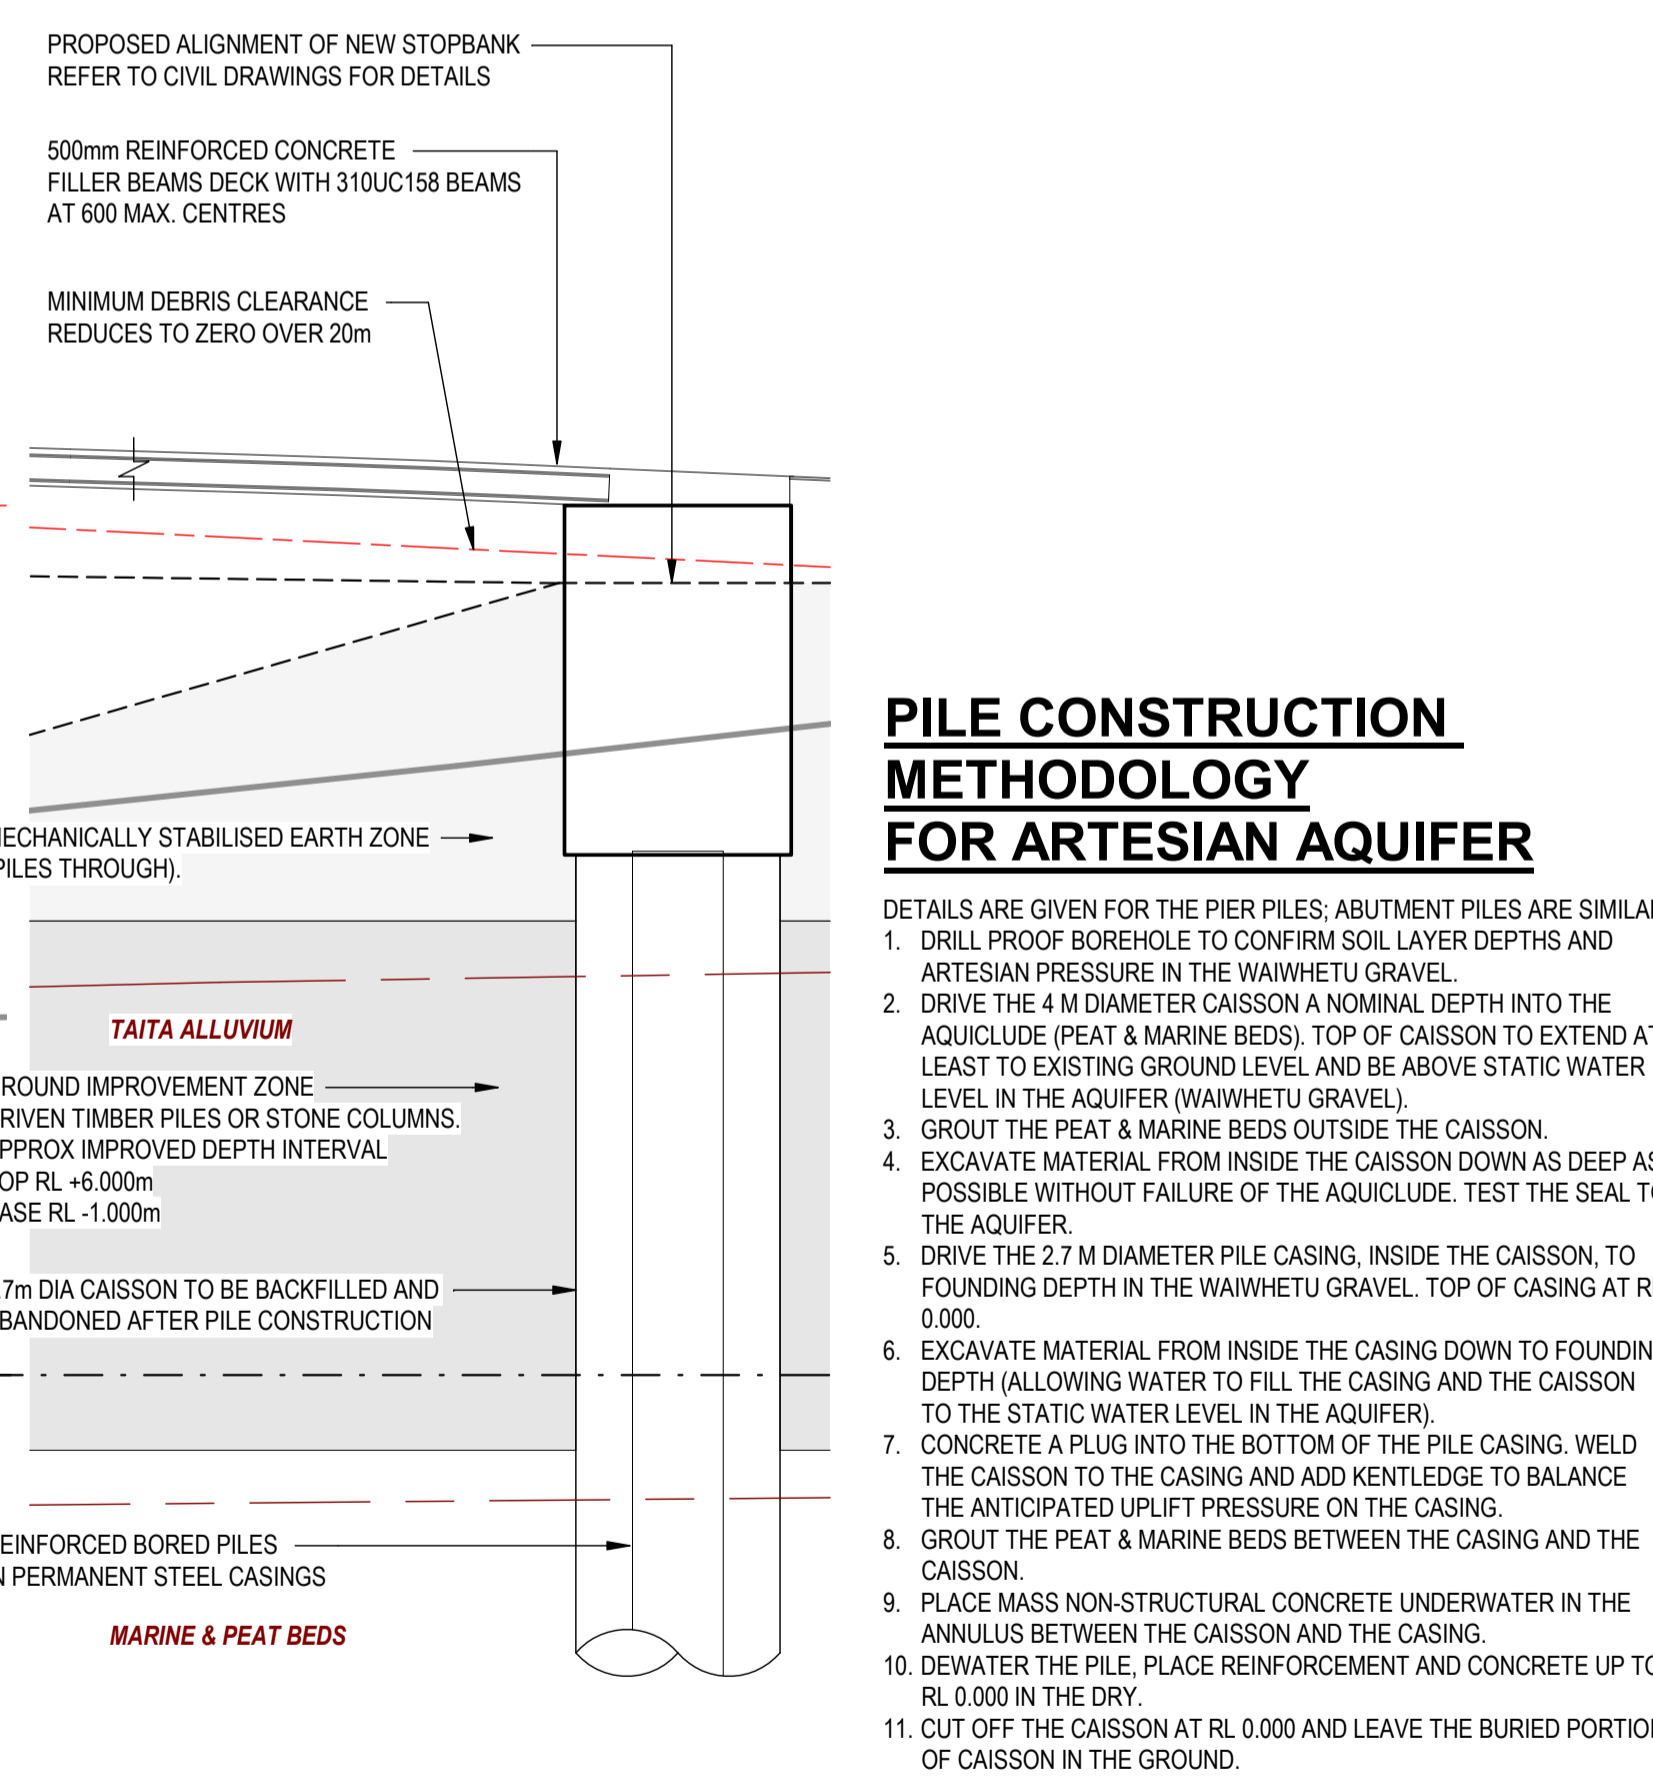 PROPOSED ALIGNMENT OF NEW STOPBANK
REFER TO CIVIL DRAWINGS FOR DETAILS
500mm REINFORCED CONCRETE
FILLER BEAMS DECK WITH 310UC158 BEAMS
AT 600 MAX. CENTRES
MINIMUM DEBRIS CLEARANCE
REDUCES TO ZERO OVER 20m
MECHANICALLY STABILISED EARTH ZONE
PILES THROUGH).
TAITA ALLUVIUM
ROUND IMPROVEMENT ZONE
RIVEN TIMBER PILES OR STONE COLUMNS.
PPROX IMPROVED DEPTH INTERVAL
OP RL +6.000m
ASE RL -1.000m
.7m DIA CAISSON TO BE BACKFILLED AND
BANDONED AFTER PILE CONSTRUCTION
EINFORCED BORED PILES
N PERMANENT STEEL CASINGS
MARINE & PEAT BEDS
PILE CONSTRUCTION
METHODOLOGY
FOR ARTESIAN AQUIFER
DETAILS ARE GIVEN FOR THE PIER PILES; ABUTMENT PILES ARE SIMILAR
1. DRILL PROOF BOREHOLE TO CONFIRM SOIL LAYER DEPTHS AND
ARTESIAN PRESSURE IN THE WAIWHETU GRAVEL.
2. DRIVE THE 4 M DIAMETER CAISSON A NOMINAL DEPTH INTO THE
AQUICLUDE (PEAT & MARINE BEDS). TOP OF CAISSON TO EXTEND AT
LEAST TO EXISTING GROUND LEVEL AND BE ABOVE STATIC WATER
LEVEL IN THE AQUIFER (WAIWHETU GRAVEL).
3. GROUT THE PEAT & MARINE BEDS OUTSIDE THE CAISSON.
4. EXCAVATE MATERIAL FROM INSIDE THE CAISSON DOWN AS DEEP AS
POSSIBLE WITHOUT FAILURE OF THE AQUICLUDE. TEST THE SEAL TO
THE AQUIFER.
5. DRIVE THE 2.7 M DIAMETER PILE CASING, INSIDE THE CAISSON, TO
FOUNDING DEPTH IN THE WAIWHETU GRAVEL. TOP OF CASING AT RL
0.000.
6. EXCAVATE MATERIAL FROM INSIDE THE CASING DOWN TO FOUNDIN
DEPTH (ALLOWING WATER TO FILL THE CASING AND THE CAISSON
TO THE STATIC WATER LEVEL IN THE AQUIFER).
7. CONCRETE A PLUG INTO THE BOTTOM OF THE PILE CASING. WELD
THE CAISSON TO THE CASING AND ADD KENTLEDGE TO BALANCE
THE ANTICIPATED UPLIFT PRESSURE ON THE CASING.
8. GROUT THE PEAT & MARINE BEDS BETWEEN THE CASING AND THE
CAISSON.
9. PLACE MASS NON-STRUCTURAL CONCRETE UNDERWATER IN THE
ANNULUS BETWEEN THE CAISSON AND THE CASING.
10. DEWATER THE PILE, PLACE REINFORCEMENT AND CONCRETE UP TO
RL 0.000 IN THE DRY.
11. CUT OFF THE CAISSON AT RL 0.000 AND LEAVE THE BURIED PORTION
OF CAISSON IN THE GROUND.